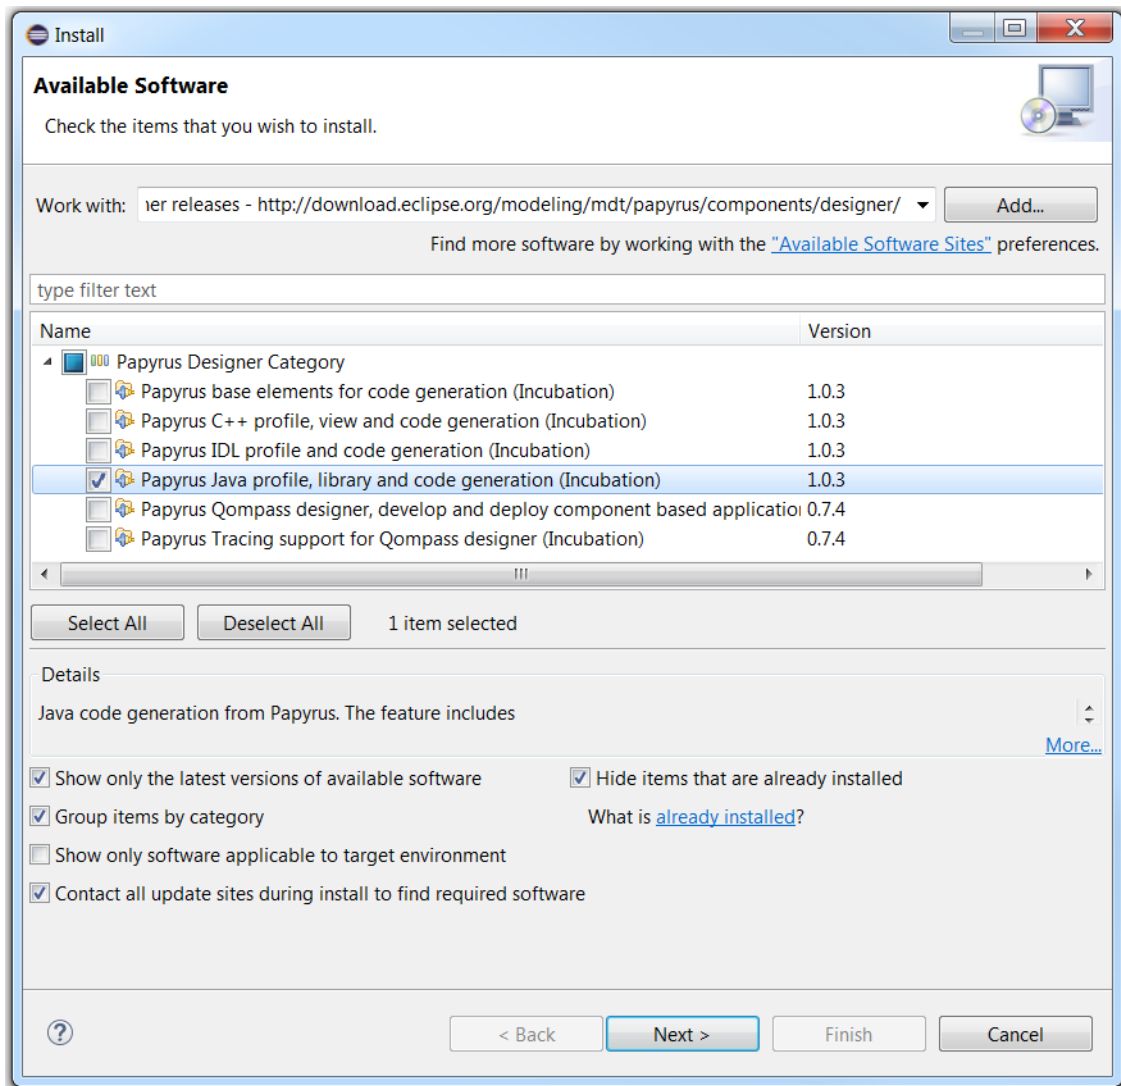 Install
Available Software
Check the items that you wish to install.
Work with: ner releases - http://download.eclipse.org/modeling/mdt/papyrus/components/designer/ Add...
Find more software by working with the "Available Software Sites" preferences.
type filter text
Name Version
Papyrus Designer Category
Papyrus base elements for code generation (Incubation) 1.0.3
Papyrus C++ profile, view and code generation (Incubation) 1.0.3
Papyrus IDL profile and code generation (Incubation) 1.0.3
Papyrus Java profile, library and code generation (Incubation) 1.0.3
Papyrus Qompass designer, develop and deploy component based application 0.7.4
Papyrus Tracing support for Qompass designer (Incubation) 0.7.4
Select All Deselect All 1 item selected
Details
Java code generation from Papyrus. The feature includes
More...
Show only the latest versions of available software Hide items that are already installed
Group items by category What is already installed?
Show only software applicable to target environment
Contact all update sites during install to find required software
? < Back Next > Finish Cancel